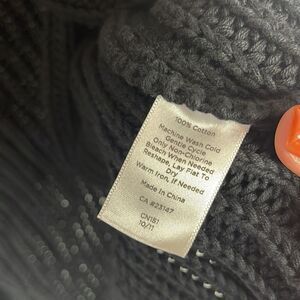 100% Cotton
Machine Wash Cold
Gentle Cycle
Only Non-Chlorine
Bleach When Needed
Reshape, Lay Flat To
Dry
Warm Iron, If Needed
Made In China
CA #23147
CN151
10/11